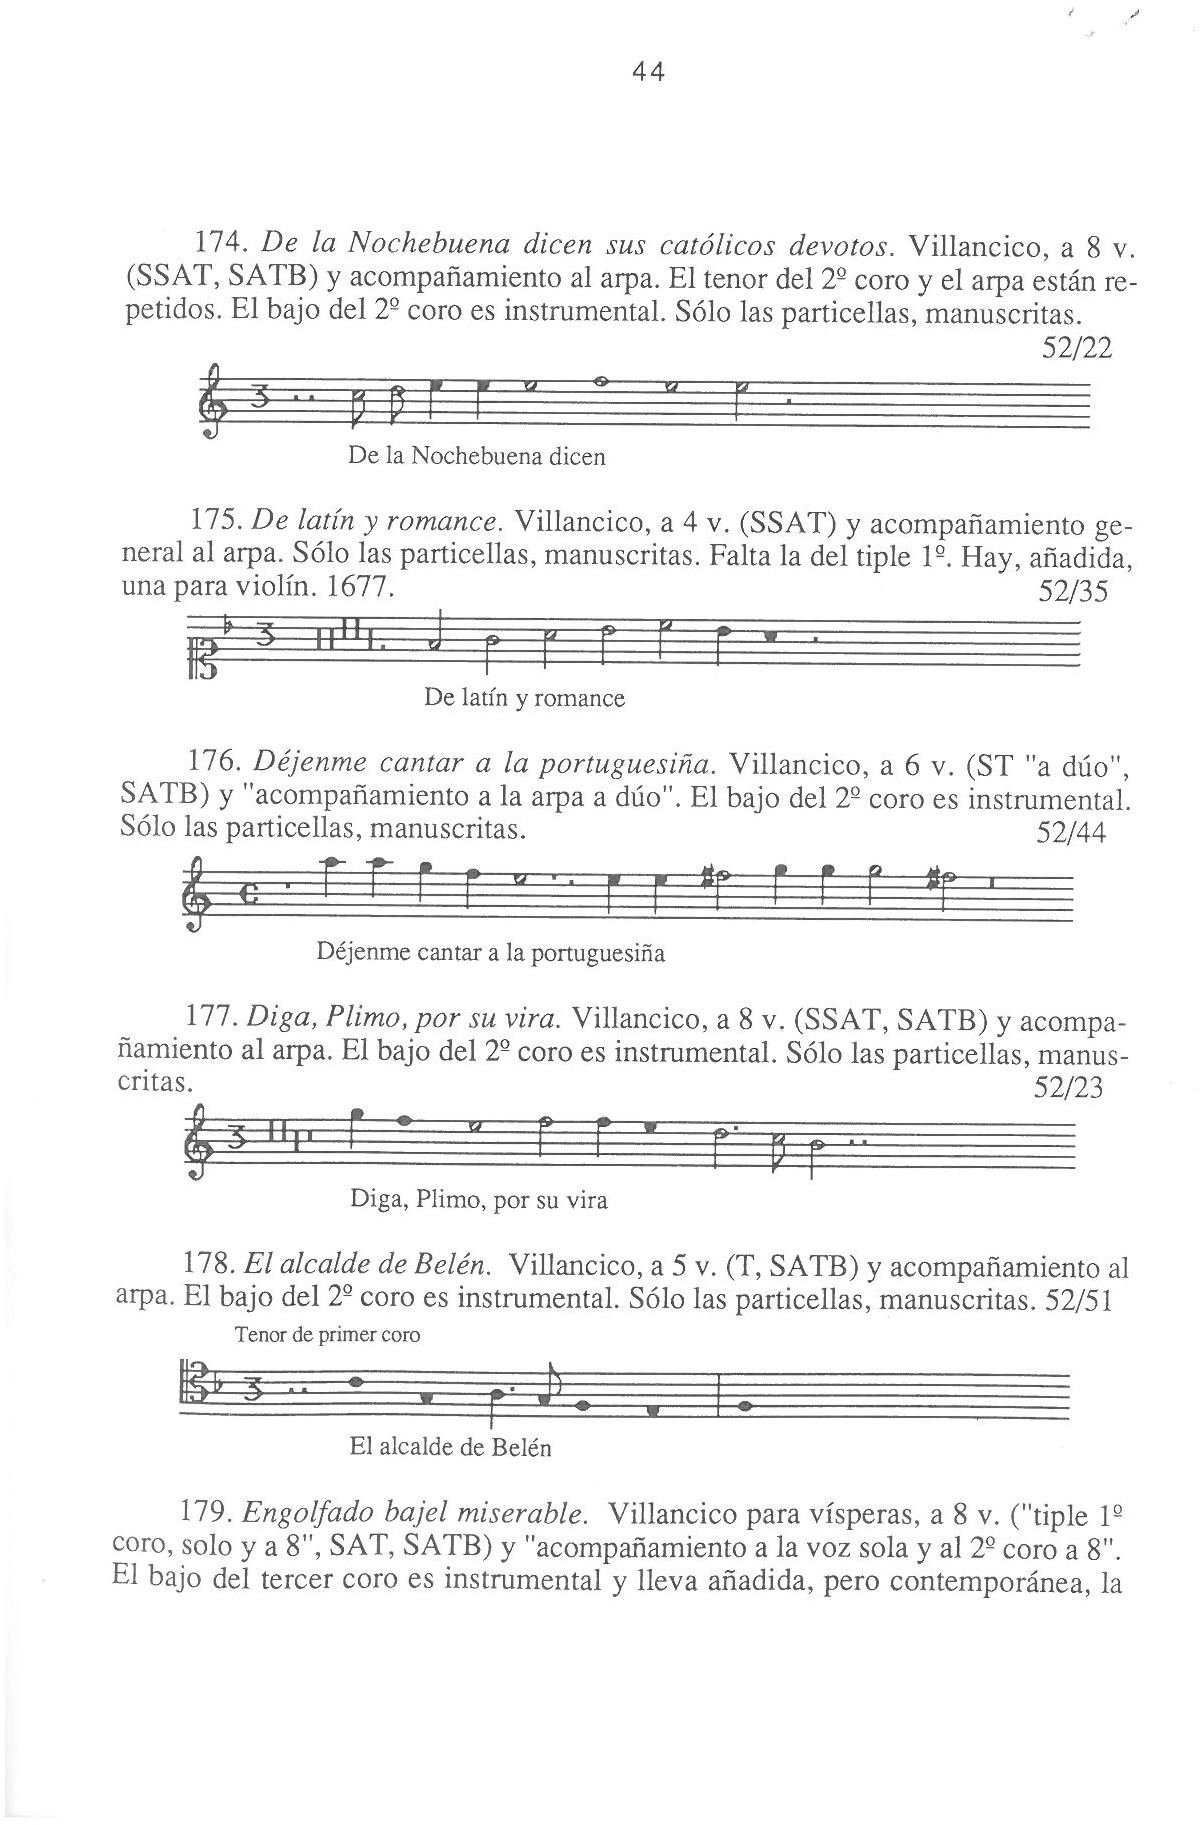 44
174. De la Nochebuena dicen sus católicos devotos. Villancico, a 8 v.
(SSAT, SATB) y acompañamiento al arpa. El tenor del 2º coro y el arpa están re-
petidos. El bajo del 2º coro es instrumental. Sólo las particellas, manuscritas.
52/22
De la Nochebuena dicen
175. De latín y romance. Villancico, a 4 v. (SSAT) y acompañamiento ge-
neral al arpa. Sólo las particellas, manuscritas. Falta la del tiple 1º. Hay, añadida,
una para violín. 1677. 52/35
De latín y romance
176. Déjenme cantar a la portuguesiña. Villancico, a 6 v. (ST "a dúo",
SATB) y "acompañamiento a la arpa a dúo". El bajo del 2º coro es instrumental.
Sólo las particellas, manuscritas. 52/44
Déjenme cantar a la portuguesiña
177. Diga, Plimo, por su vira. Villancico, a 8 v. (SSAT, SATB) y acompa-
ñamiento al arpa. El bajo del 2º coro es instrumental. Sólo las particellas, manus-
critas. 52/23
Diga, Plimo, por su vira
178. El alcalde de Belén. Villancico, a 5 v. (T, SATB) y acompañamiento al
arpa. El bajo del 2º coro es instrumental. Sólo las particellas, manuscritas. 52/51
Tenor de primer coro
El alcalde de Belén
179. Engolfado bajel miserable. Villancico para vísperas, a 8 v. ("tiple 1º
coro, solo y a 8", SAT, SATB) y "acompañamiento a la voz sola y al 2º coro a 8".
El bajo del tercer coro es instrumental y lleva añadida, pero contemporánea, la